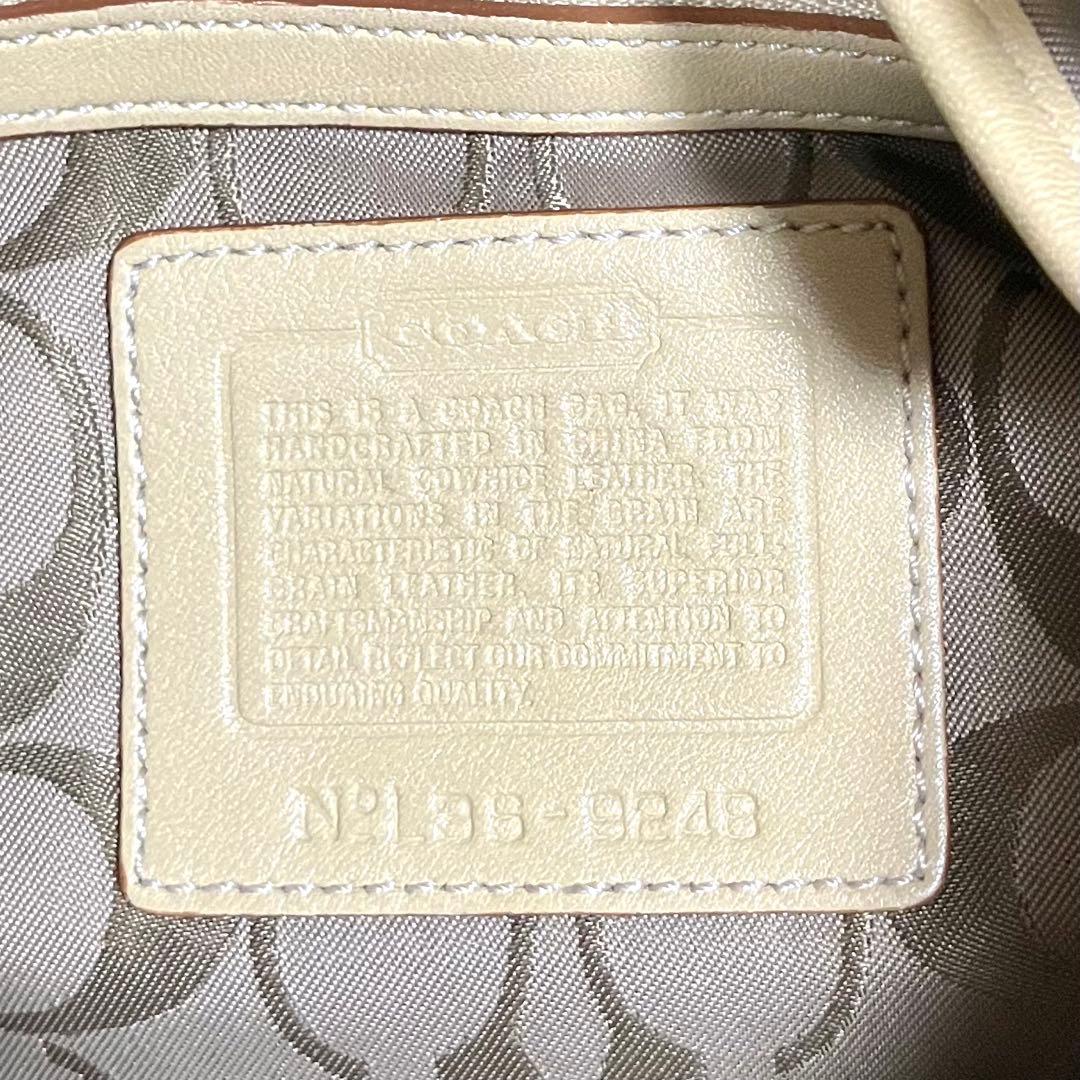 COACH
THIS IS A COACH BAG. IT WAS
HANDCRAFTED IN CHINA FROM
NATURAL COWHIDE LEATHER. THE
VARIATIONS IN THE GRAIN ARE
CHARACTERISTIC OF NATURAL FULL-
GRAIN LEATHER. ITS SUPERIOR
CRAFTSMANSHIP AND ATTENTION TO
DETAIL REFLECT OUR COMMITMENT TO
ENDURING QUALITY.